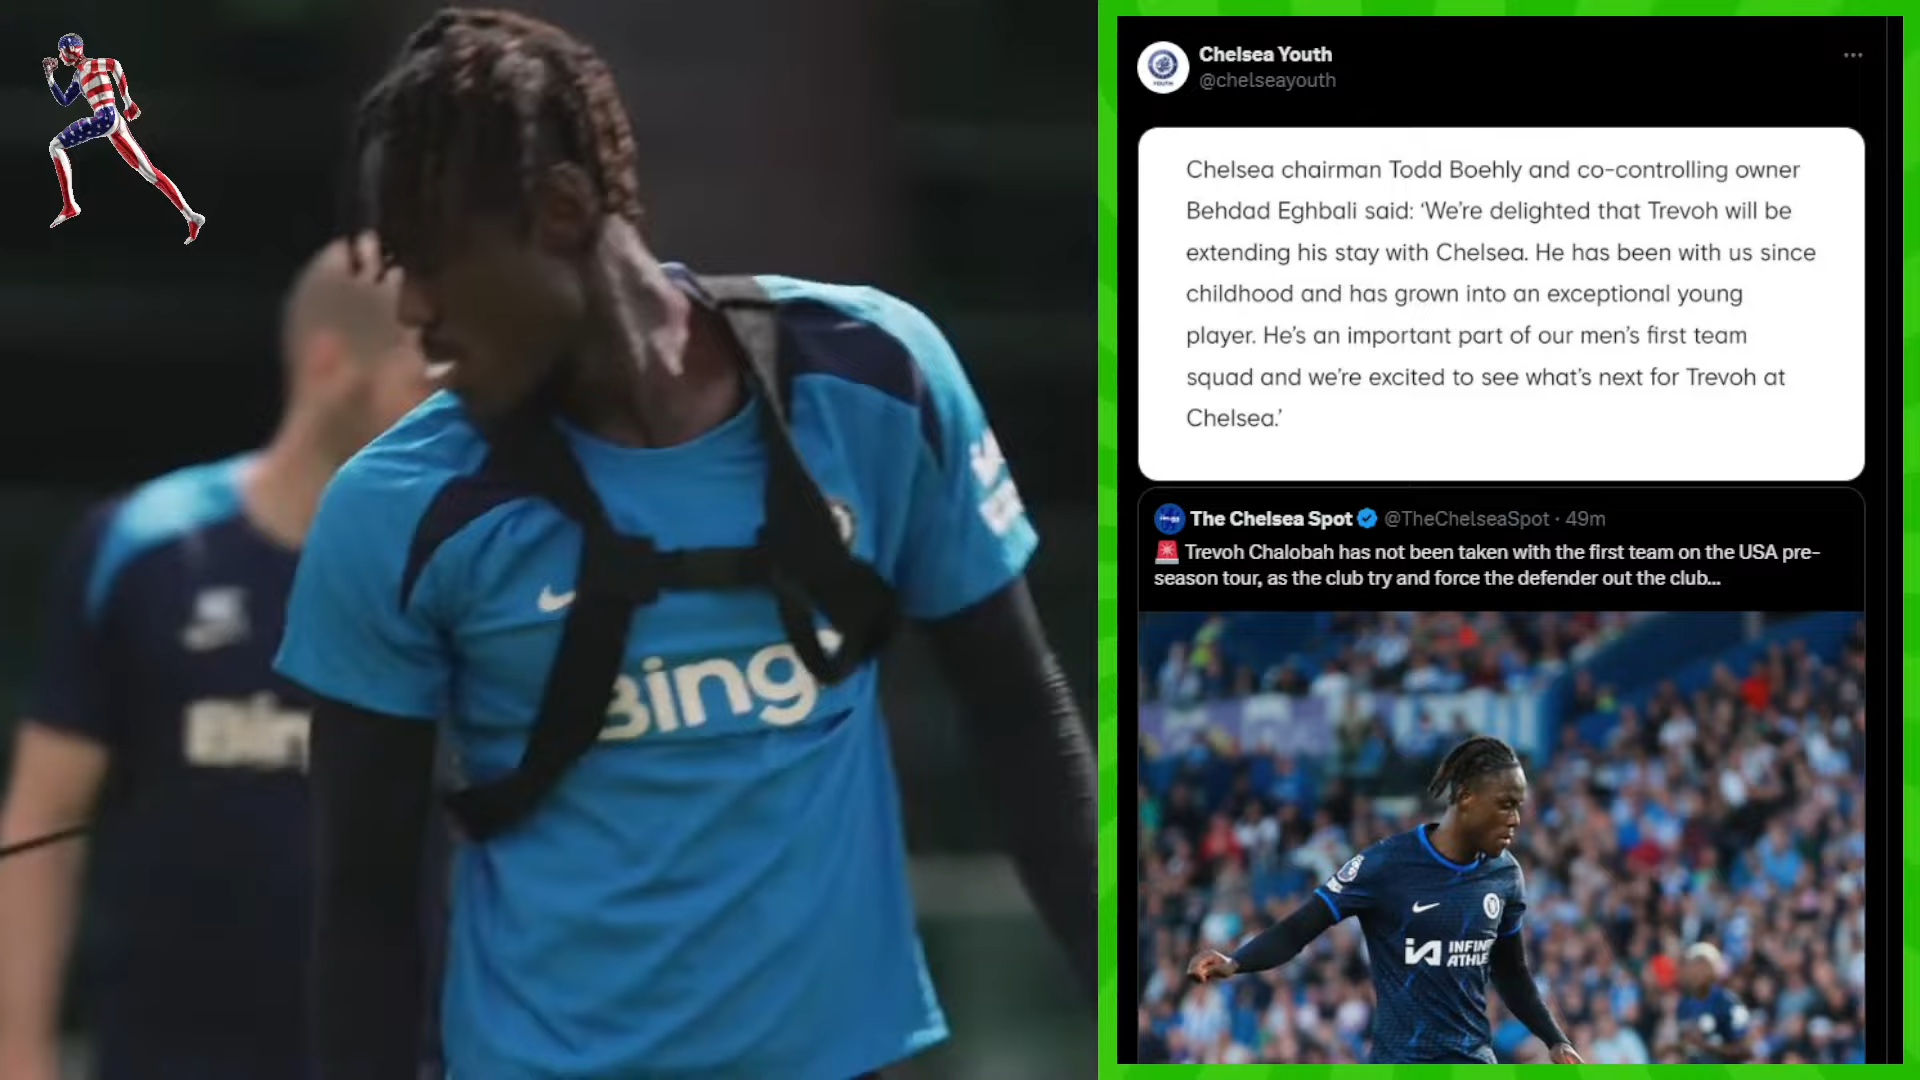 Chelsea Youth
@chelseayouth
Chelsea chairman Todd Boehly and co-controlling owner
Behdad Eghbali said: ‘We’re delighted that Trevoh will be
extending his stay with Chelsea. He has been with us since
childhood and has grown into an exceptional young
player. He’s an important part of our men’s first team
squad and we’re excited to see what’s next for Trevoh at
Chelsea.’
The Chelsea Spot @TheChelseaSpot · 49m
🚨 Trevoh Chalobah has not been taken with the first team on the USA pre-
season tour, as the club try and force the defender out the club...
Bing
Bin
INFIN
ATHLE
YOUTH